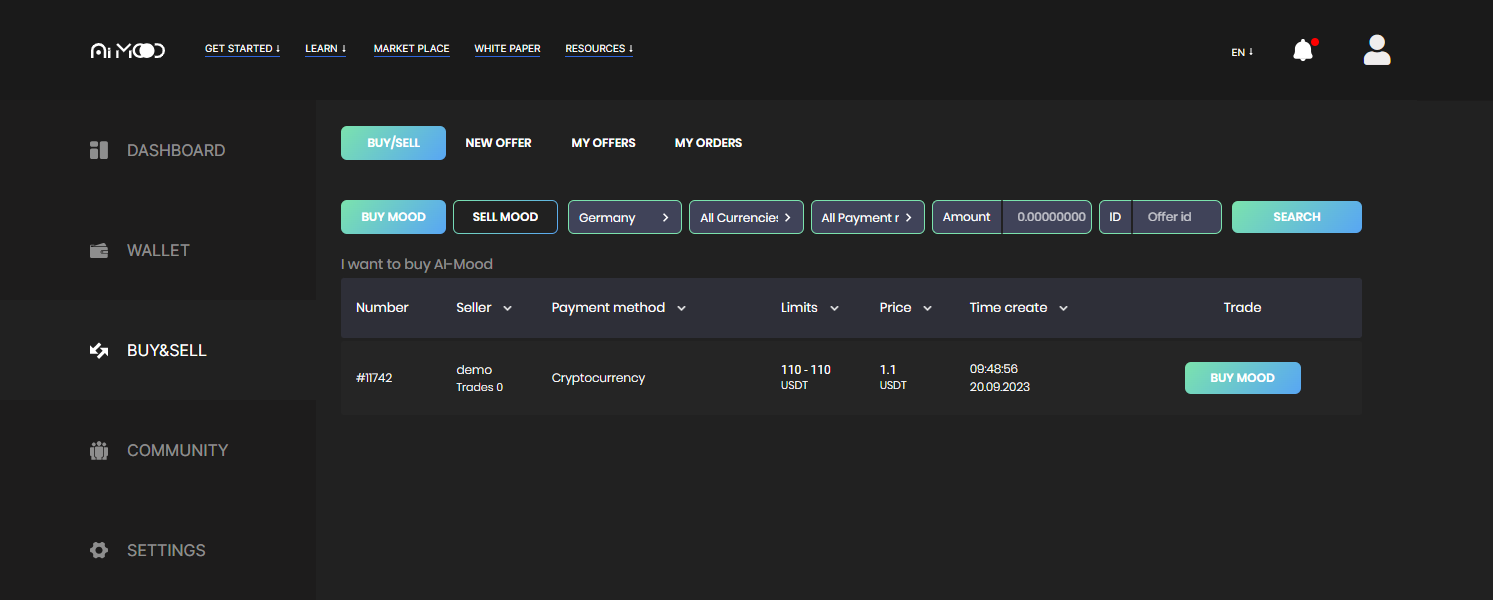 Ai MOOD
GET STARTED ↓ LEARN ↓ MARKET PLACE WHITE PAPER RESOURCES ↓
EN ↓
DASHBOARD
WALLET
BUY&SELL
COMMUNITY
SETTINGS
BUY/SELL NEW OFFER MY OFFERS MY ORDERS
BUY MOOD SELL MOOD Germany All Currencies All Payment r Amount 0.00000000 ID Offer id SEARCH
I want to buy AI-Mood
Number Seller Payment method Limits Price Time create Trade
#11742 demo Cryptocurrency 110 - 110 1.1 09:48:56 BUY MOOD
Trades 0 USDT USDT 20.09.2023